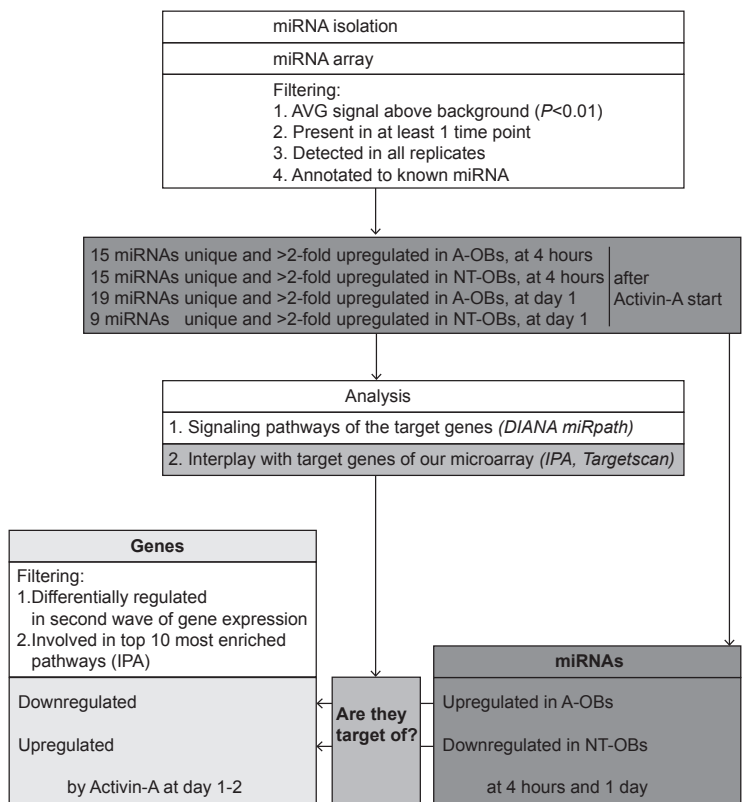 miRNA isolation
miRNA array
Filtering:
1. AVG signal above background (P<0.01)
2. Present in at least 1 time point
3. Detected in all replicates
4. Annotated to known miRNA
15 miRNAs unique and >2-fold upregulated in A-OBs, at 4 hours
15 miRNAs unique and >2-fold upregulated in NT-OBs, at 4 hours
19 miRNAs unique and >2-fold upregulated in A-OBs, at day 1
9 miRNAs unique and >2-fold upregulated in NT-OBs, at day 1
after
Activin-A start
Analysis
1. Signaling pathways of the target genes (DIANA miRpath)
2. Interplay with target genes of our microarray (IPA, Targetscan)
Genes
Filtering:
1.Differentially regulated
in second wave of gene expression
2.Involved in top 10 most enriched
pathways (IPA)
Downregulated
Upregulated
by Activin-A at day 1-2
Are they
target of?
miRNAs
Upregulated in A-OBs
Downregulated in NT-OBs
at 4 hours and 1 day